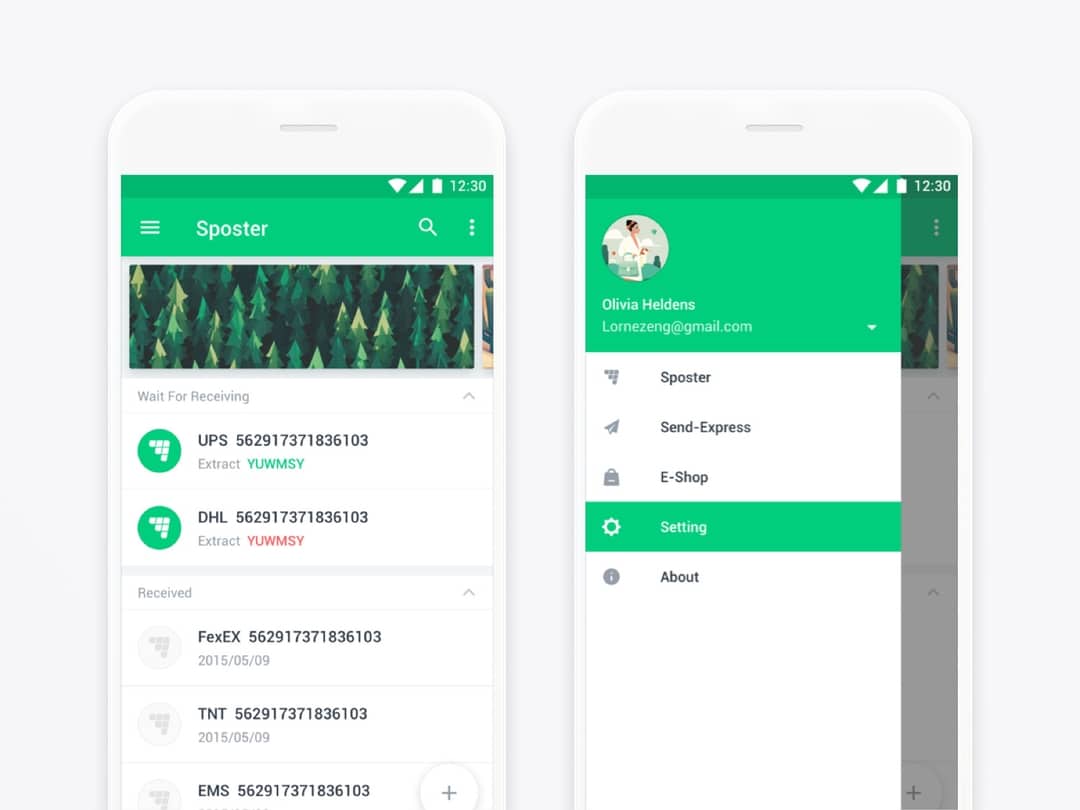 12:30
Sposter
Wait For Receiving
UPS 562917371836103
Extract YUWMSY
DHL 562917371836103
Extract YUWMSY
Received
FexEX 562917371836103
2015/05/09
TNT 562917371836103
2015/05/09
EMS 562917371836103
12:30
Olivia Heldens
Lornezeng@gmail.com
Sposter
Send-Express
E-Shop
Setting
About